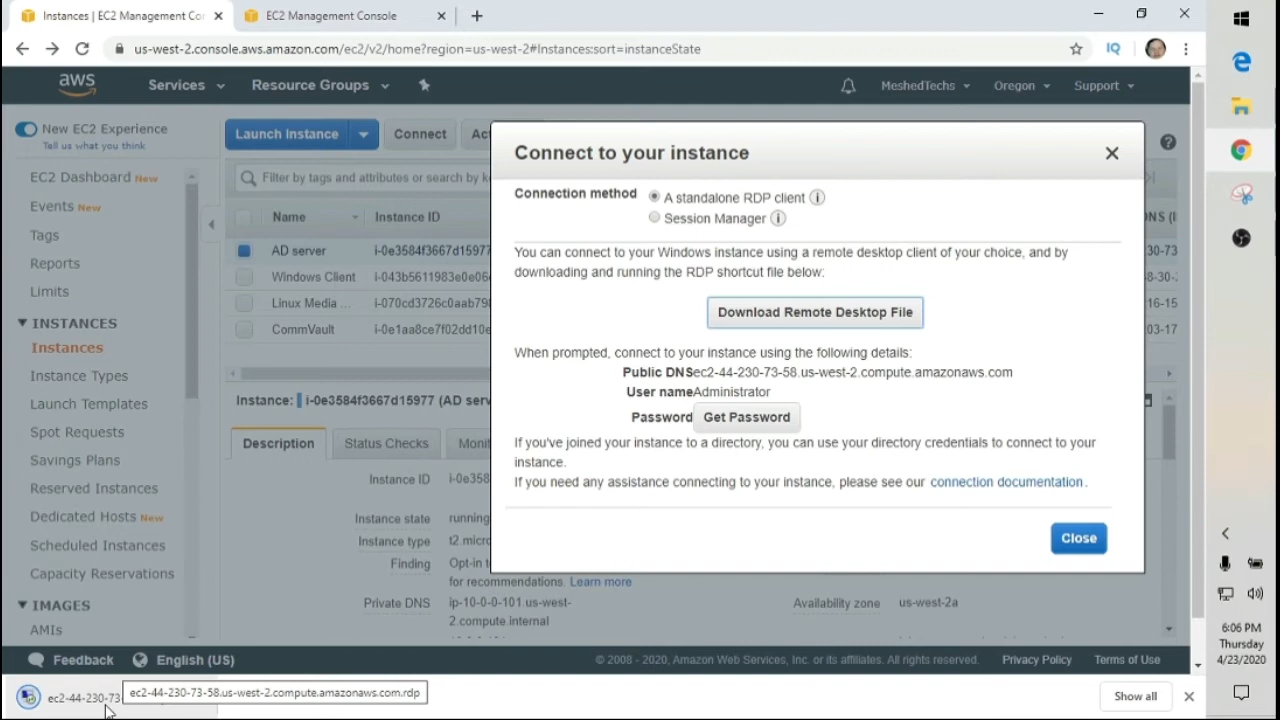 Instances | EC2 Management Co
EC2 Management Console
us-west-2.console.aws.amazon.com/ec2/v2/home?region=us-west-2#Instances:sort=instanceState
IQ
aws
Services
Resource Groups
MeshedTechs
Oregon
Support
New EC2 Experience
Tell us what you think
EC2 Dashboard New
Events New
Tags
Reports
Limits
INSTANCES
Instances
Instance Types
Launch Templates
Spot Requests
Savings Plans
Reserved Instances
Dedicated Hosts New
Scheduled Instances
Capacity Reservations
IMAGES
AMIs
Launch Instance
Connect
Filter by tags and attributes or search by
Name
Instance ID
AD server
i-0e3584f3667d15977
30-73
Windows Client
i-043b5611983e0e06
8-30-
Linux Media ...
i-070cd3726c0aab79
16-15
CommVault
i-0e1aa8ce7f02dd10e
03-17
Instance:
i-0e3584f3667d15977 (AD serv
Description
Status Checks
Instance ID
i-0e358
Instance state
running
Instance type
t2.micro
Finding
Opt-in
for recommendations. Learn more
Private DNS
ip-10-0-0-101.us-west-
2.compute.internal
Availability zone
us-west-2a
Connect to your instance
Connection method
A standalone RDP client
Session Manager
You can connect to your Windows instance using a remote desktop client of your choice, and by
downloading and running the RDP shortcut file below:
Download Remote Desktop File
When prompted, connect to your instance using the following details:
Public DNS ec2-44-230-73-58.us-west-2.compute.amazonaws.com
User name Administrator
Password Get Password
If you've joined your instance to a directory, you can use your directory credentials to connect to your
instance.
If you need any assistance connecting to your instance, please see our connection documentation.
Close
Feedback
English (US)
© 2008 - 2020, Amazon Web Services, Inc. or its affiliates. All rights reserved.
Privacy Policy
Terms of Use
ec2-44-230-73
ec2-44-230-73-58.us-west-2.compute.amazonaws.com.rdp
Show all
6:06 PM
Thursday
4/23/2020